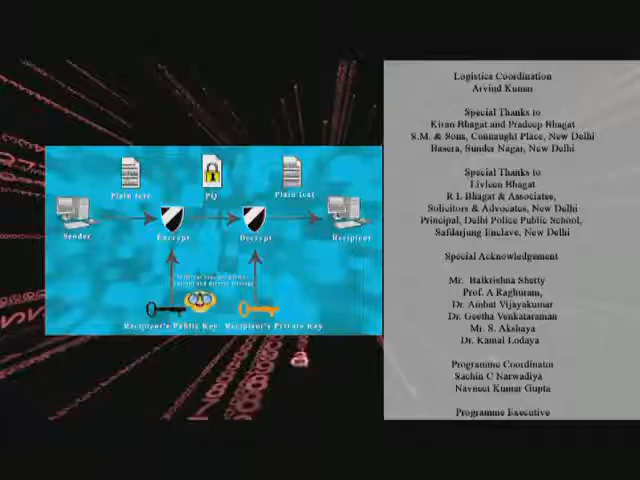 Plain text
Plain text
Sender
Encrypt
Decrypt
Recipient
Recipient's Public Key
Recipient's Private Key
Logistics Coordination
Arvind Kumar
Special Thanks to
Kiran Bhagat and Pradeep Bhagat
S.M. & Sons, Connaught Place, New Delhi
Basera, Sunder Nagar, New Delhi
Special Thanks to
Livleen Bhagat
R L Bhagat & Associates,
Solicitors & Advocates, New Delhi
Principal, Delhi Police Public School,
Safdarjung Enclave, New Delhi
Special Acknowledgement
Mr. Balkrishna Shetty
Prof. A Raghuram,
Dr. Ambat Vijayakumar
Dr. Geetha Venkataraman
Mr. S. Akshaya
Dr. Kamal Lodaya
Programme Coordinator
Sachin C Narwadiya
Navneet Kumar Gupta
Programme Executive